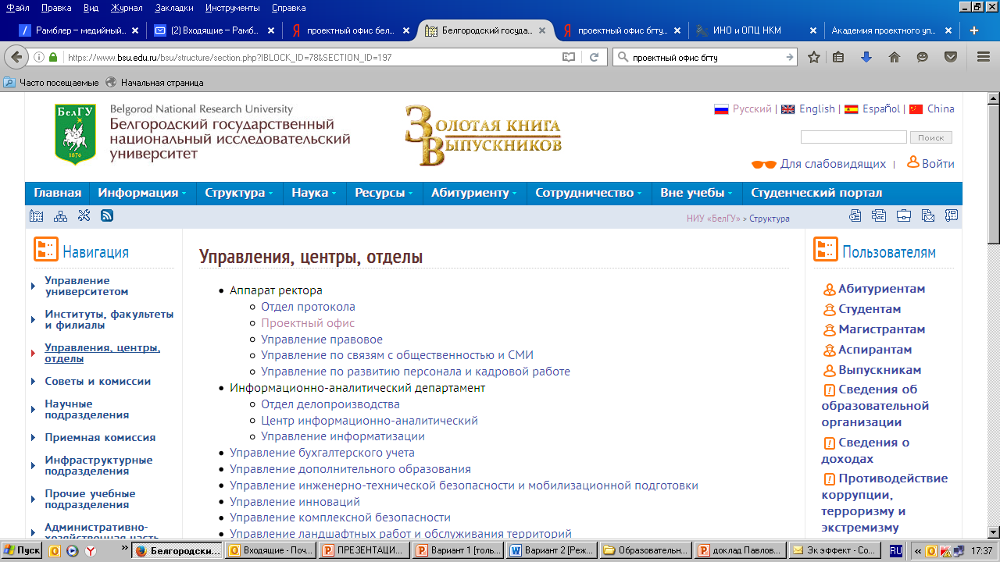 Файл Правка Вид Журнал Закладки Инструменты Справка
Рамблер – медийный... (2) Входящие – Рамб... проектный офис бел... Белгородский госуда... проектный офис бгту... ИНО и ОПЦ НКМ Академия проектного уп...
https://www.bsu.edu.ru/bsu/structure/section.php?IBLOCK_ID=78&SECTION_ID=197 проектный офис бгту
Часто посещаемые Начальная страница
БелГУ
1876
Belgorod National Research University
Белгородский государственный
национальный исследовательский
университет
Золотая книга
Выпускников
Русский | English | Español | China
Поиск
Для слабовидящих | Войти
Главная Информация Структура Наука Ресурсы Абитуриенту Сотрудничество Вне учебы Студенческий портал
НИУ «БелГУ» > Структура
Навигация
Управление
университетом
Институты, факультеты
и филиалы
Управления, центры,
отделы
Советы и комиссии
Научные
подразделения
Приемная комиссия
Инфраструктурные
подразделения
Прочие учебные
подразделения
Административно-
хозяйственная часть
Управления, центры, отделы
Аппарат ректора
Отдел протокола
Проектный офис
Управление правовое
Управление по связям с общественностью и СМИ
Управление по развитию персонала и кадровой работе
Информационно-аналитический департамент
Отдел делопроизводства
Центр информационно-аналитический
Управление информатизации
Управление бухгалтерского учета
Управление дополнительного образования
Управление инженерно-технической безопасности и мобилизационной подготовки
Управление инноваций
Управление комплексной безопасности
Управление ландшафтных работ и обслуживания территорий
Пользователям
Абитуриентам
Студентам
Магистрантам
Аспирантам
Выпускникам
Сведения об
образовательной
организации
Сведения о
доходах
Противодействие
коррупции,
терроризму и
экстремизму
Пуск » Белгородски... Входящие - Поч... ПРЕЗЕНТАЦИ... Вариант 1 [толь... Вариант 2 [Реж... Образовательн... доклад Павлов... Эк эффект - Со... RU « 17:37